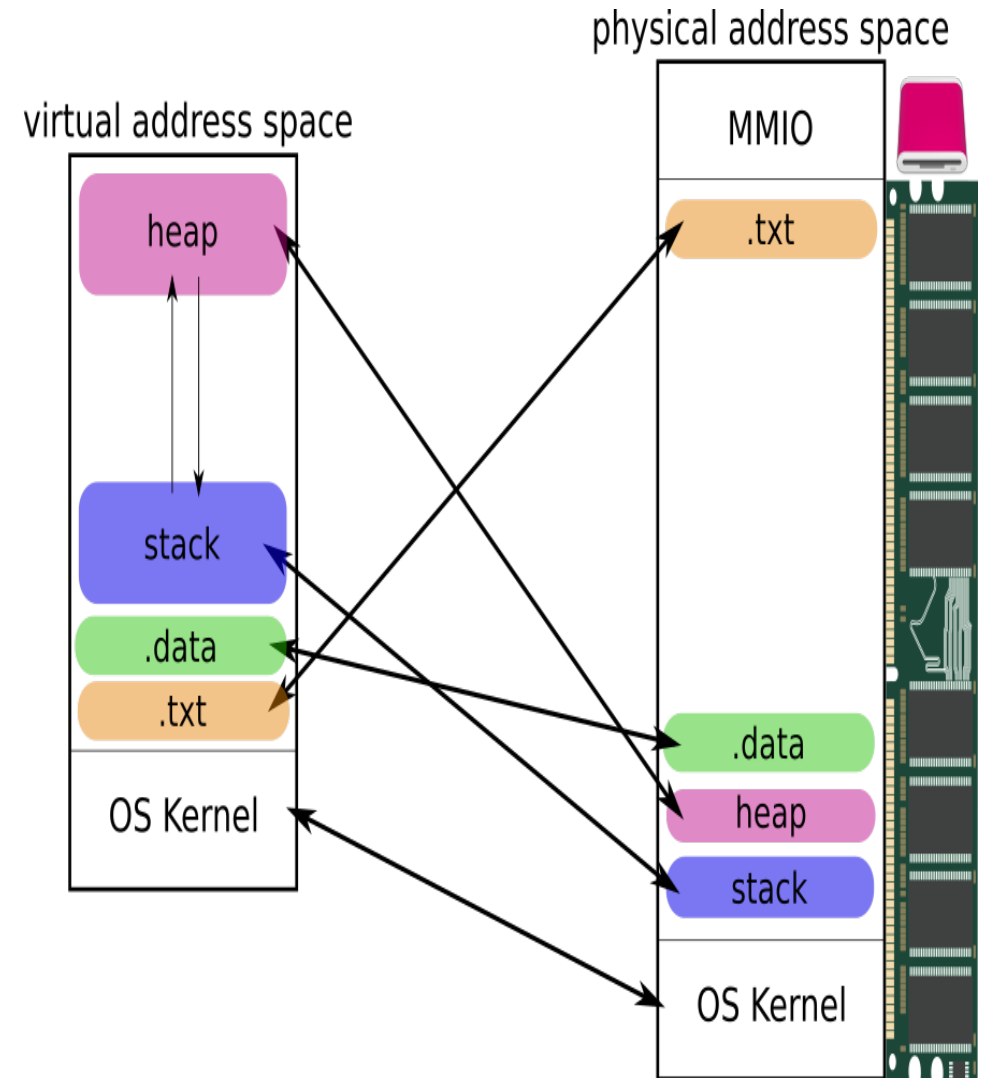 physical address space
virtual address space
MMIO
heap
.txt
stack
.data
.txt
OS Kernel
.data
heap
stack
OS Kernel